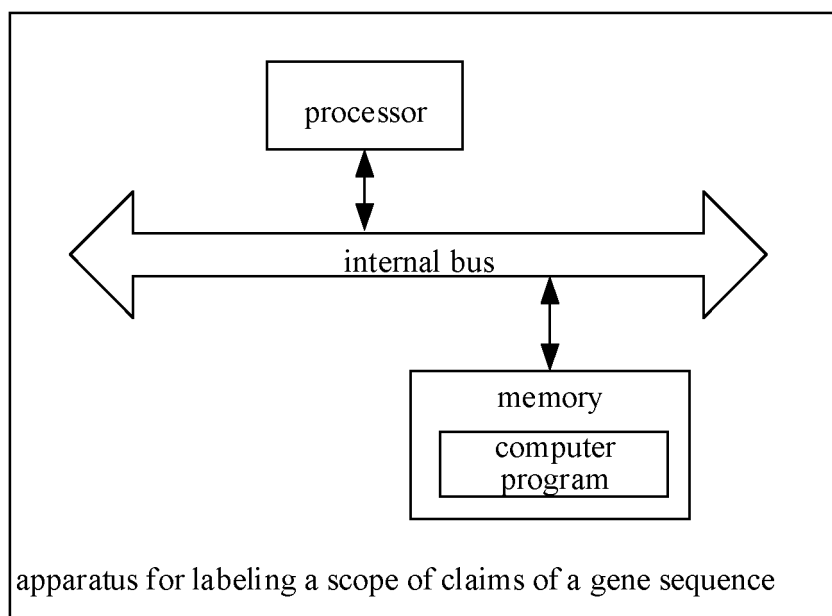 processor
internal bus
memory
computer
program
apparatus for labeling a scope of claims of a gene sequence